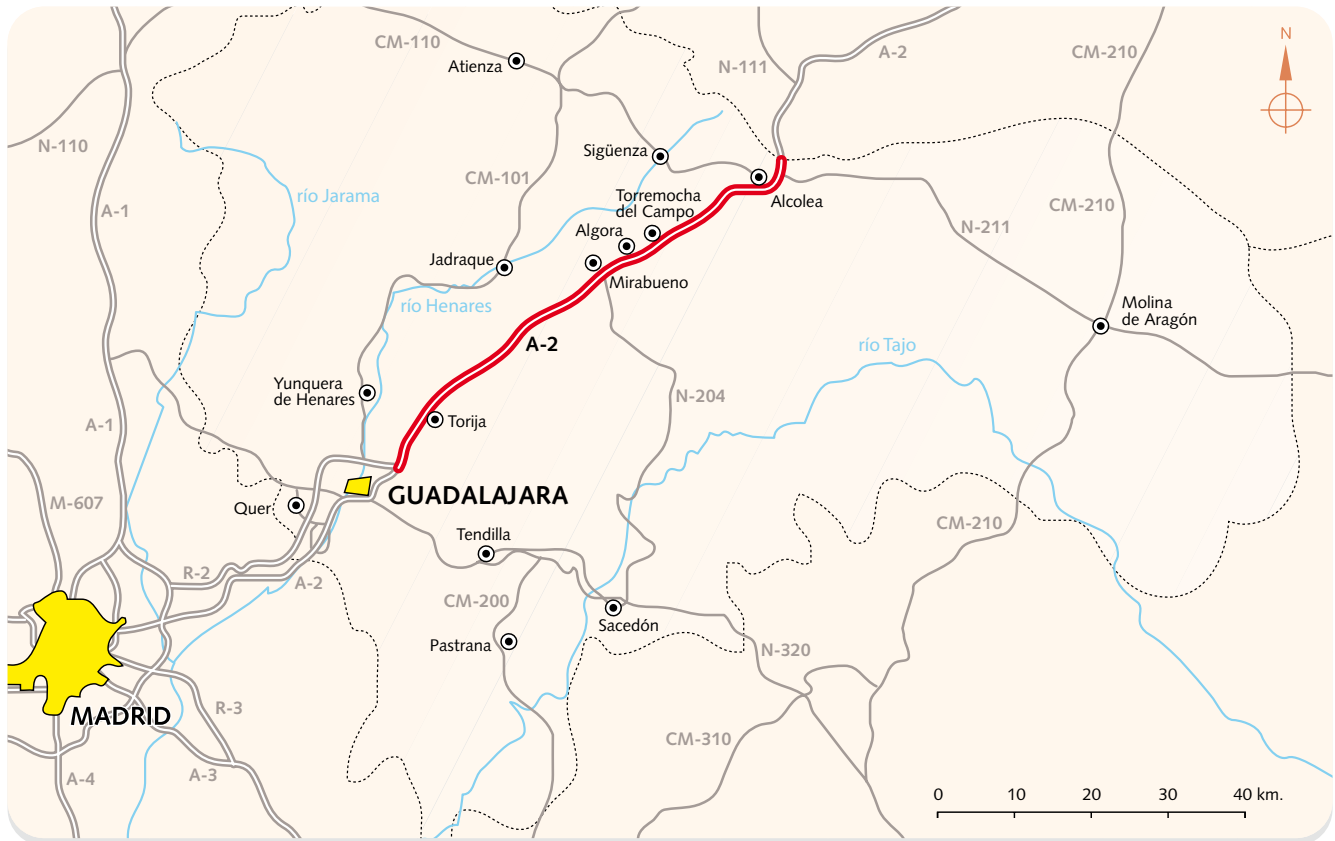 CM-110
Atienza
N-111
A-2
CM-210
N
N-110
Sigüenza
CM-101
río Jarama
A-1
Torremocha
del Campo
Alcolea
CM-210
Algora
N-211
Jadraque
Mirabueno
río Henares
Molina
de Aragón
A-2
río Tajo
Yunquera
de Henares
N-204
A-1
Torija
M-607
Quer
GUADALAJARA
CM-210
Tendilla
R-2
A-2
CM-200
Sacedón
Pastrana
N-320
MADRID
R-3
CM-310
A-4
A-3
0 10 20 30 40 km.